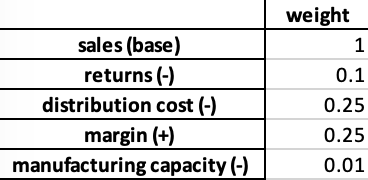 weight
sales (base) 1
returns (-) 0.1
distribution cost (-) 0.25
margin (+) 0.25
manufacturing capacity (-) 0.01